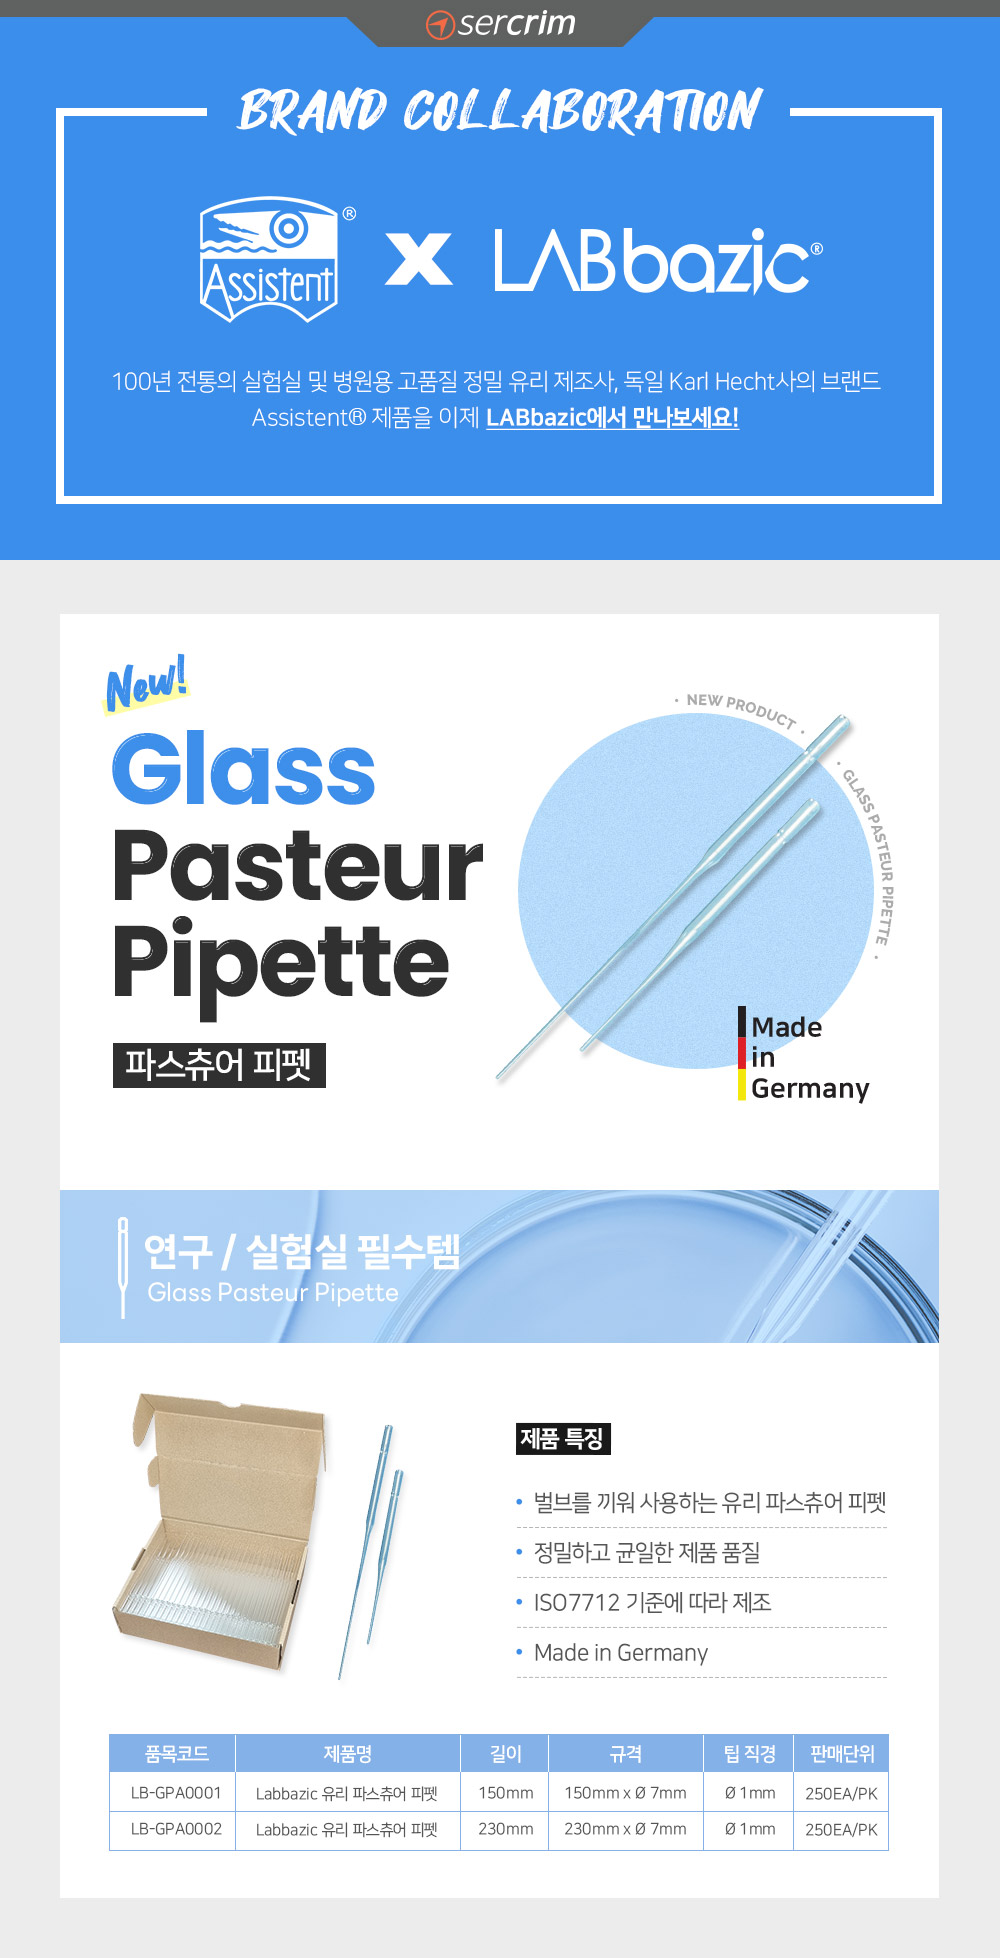 sercrim
BRAND COLLABORATION
Assistent® X LABbazic®
100년 전통의 실험실 및 병원용 고품질 정밀 유리 제조사, 독일 Karl Hecht사의 브랜드
Assistent® 제품을 이제 LABbazic에서 만나보세요!
New!
Glass
Pasteur
Pipette
파스츄어 피펫
· NEW PRODUCT ·
· GLASS PASTEUR PIPETTE ·
Made
in
Germany
연구 / 실험실 필수템
Glass Pasteur Pipette
제품 특징
• 벌브를 끼워 사용하는 유리 파스츄어 피펫
• 정밀하고 균일한 제품 품질
• ISO7712 기준에 따라 제조
• Made in Germany
품목코드 제품명 길이 규격 팁 직경 판매단위
LB-GPA0001 Labbazic 유리 파스츄어 피펫 150mm 150mm x Ø 7mm Ø 1mm 250EA/PK
LB-GPA0002 Labbazic 유리 파스츄어 피펫 230mm 230mm x Ø 7mm Ø 1mm 250EA/PK